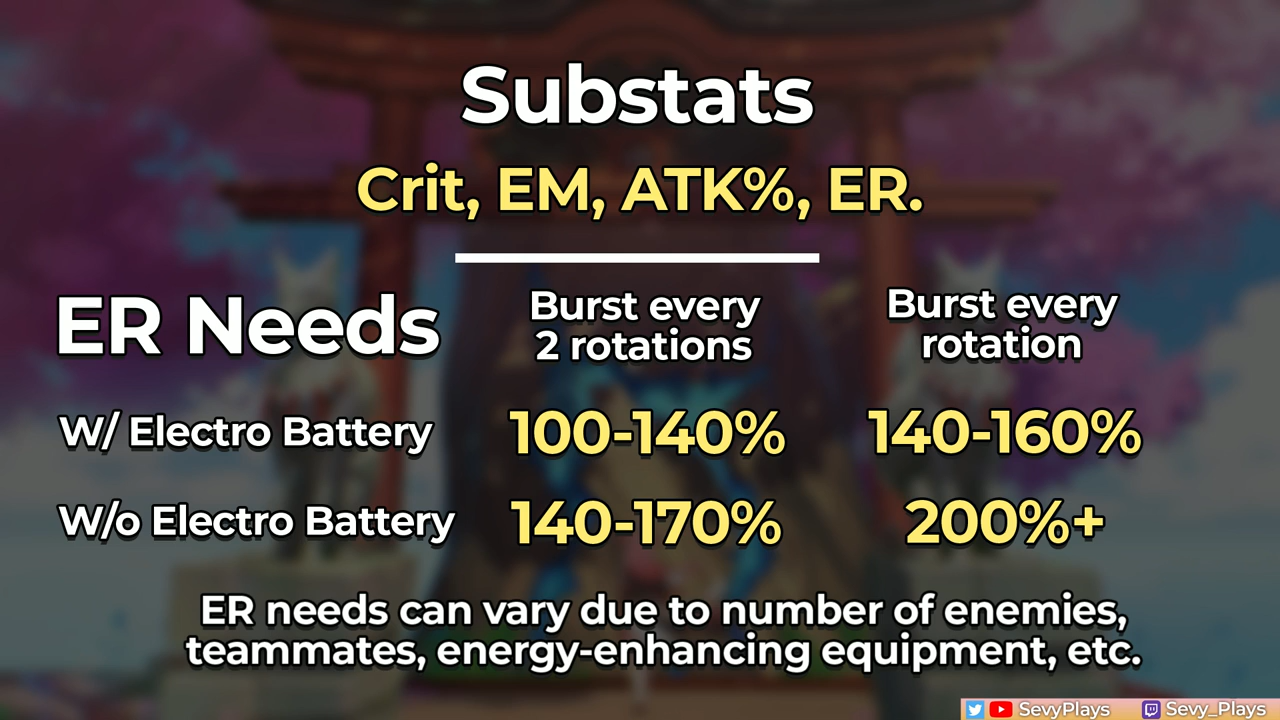 Substats
Crit, EM, ATK%, ER.
ER Needs
Burst every
2 rotations
Burst every
rotation
W/ Electro Battery
100-140%
140-160%
W/o Electro Battery
140-170%
200%+
ER needs can vary due to number of enemies,
teammates, energy-enhancing equipment, etc.
SevyPlays
Sevy_Plays